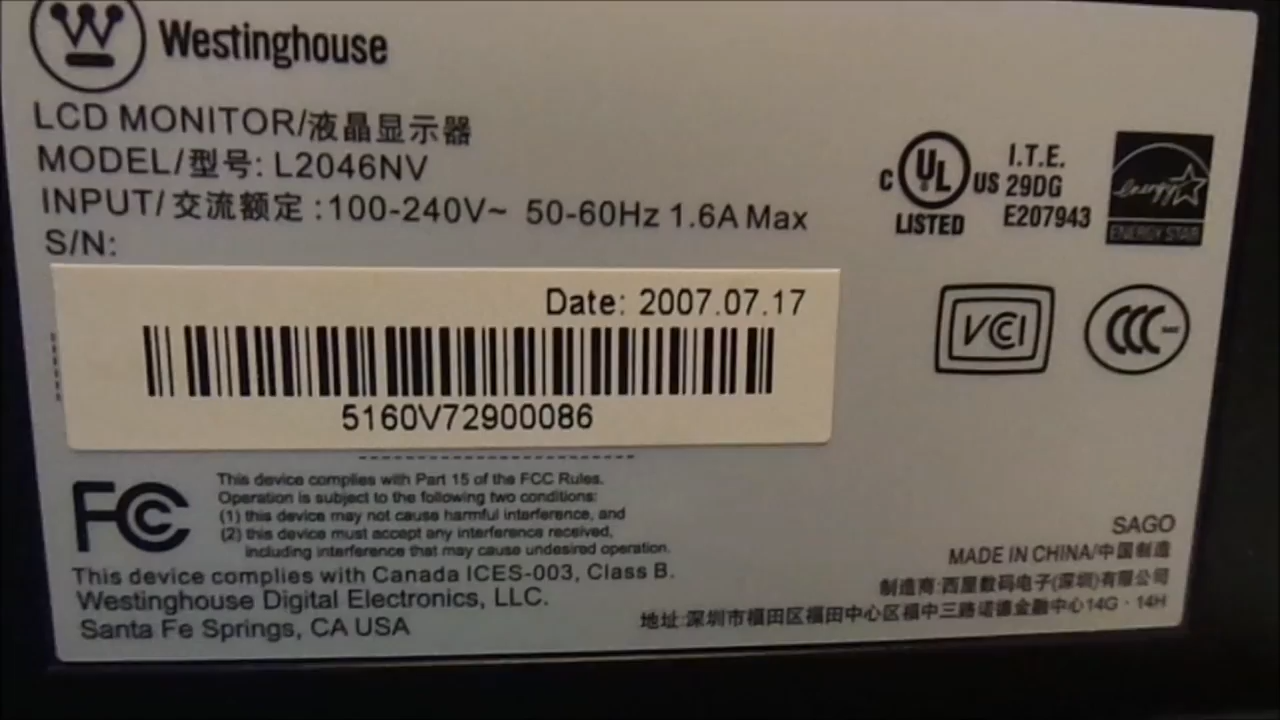 Westinghouse
LCD MONITOR/液晶显示器
MODEL/型号: L2046NV
INPUT/交流额定:100-240V~ 50-60Hz 1.6A Max
S/N:
Date: 2007.07.17
5160V72900086
C UL US
LISTED
I.T.E.
29DG
E207943
energy
ENERGY STAR
VCCI
CCC
FC
This device complies with Part 15 of the FCC Rules.
Operation is subject to the following two conditions:
(1) this device may not cause harmful interference, and
(2) this device must accept any interference received,
including interference that may cause undesired operation.
This device complies with Canada ICES-003, Class B.
Westinghouse Digital Electronics, LLC.
Santa Fe Springs, CA USA
SAGO
MADE IN CHINA/中国制造
制造商:西屋数码电子(深圳)有限公司
地址:深圳市福田区福田中心区福中三路诺德金融中心14G·14H